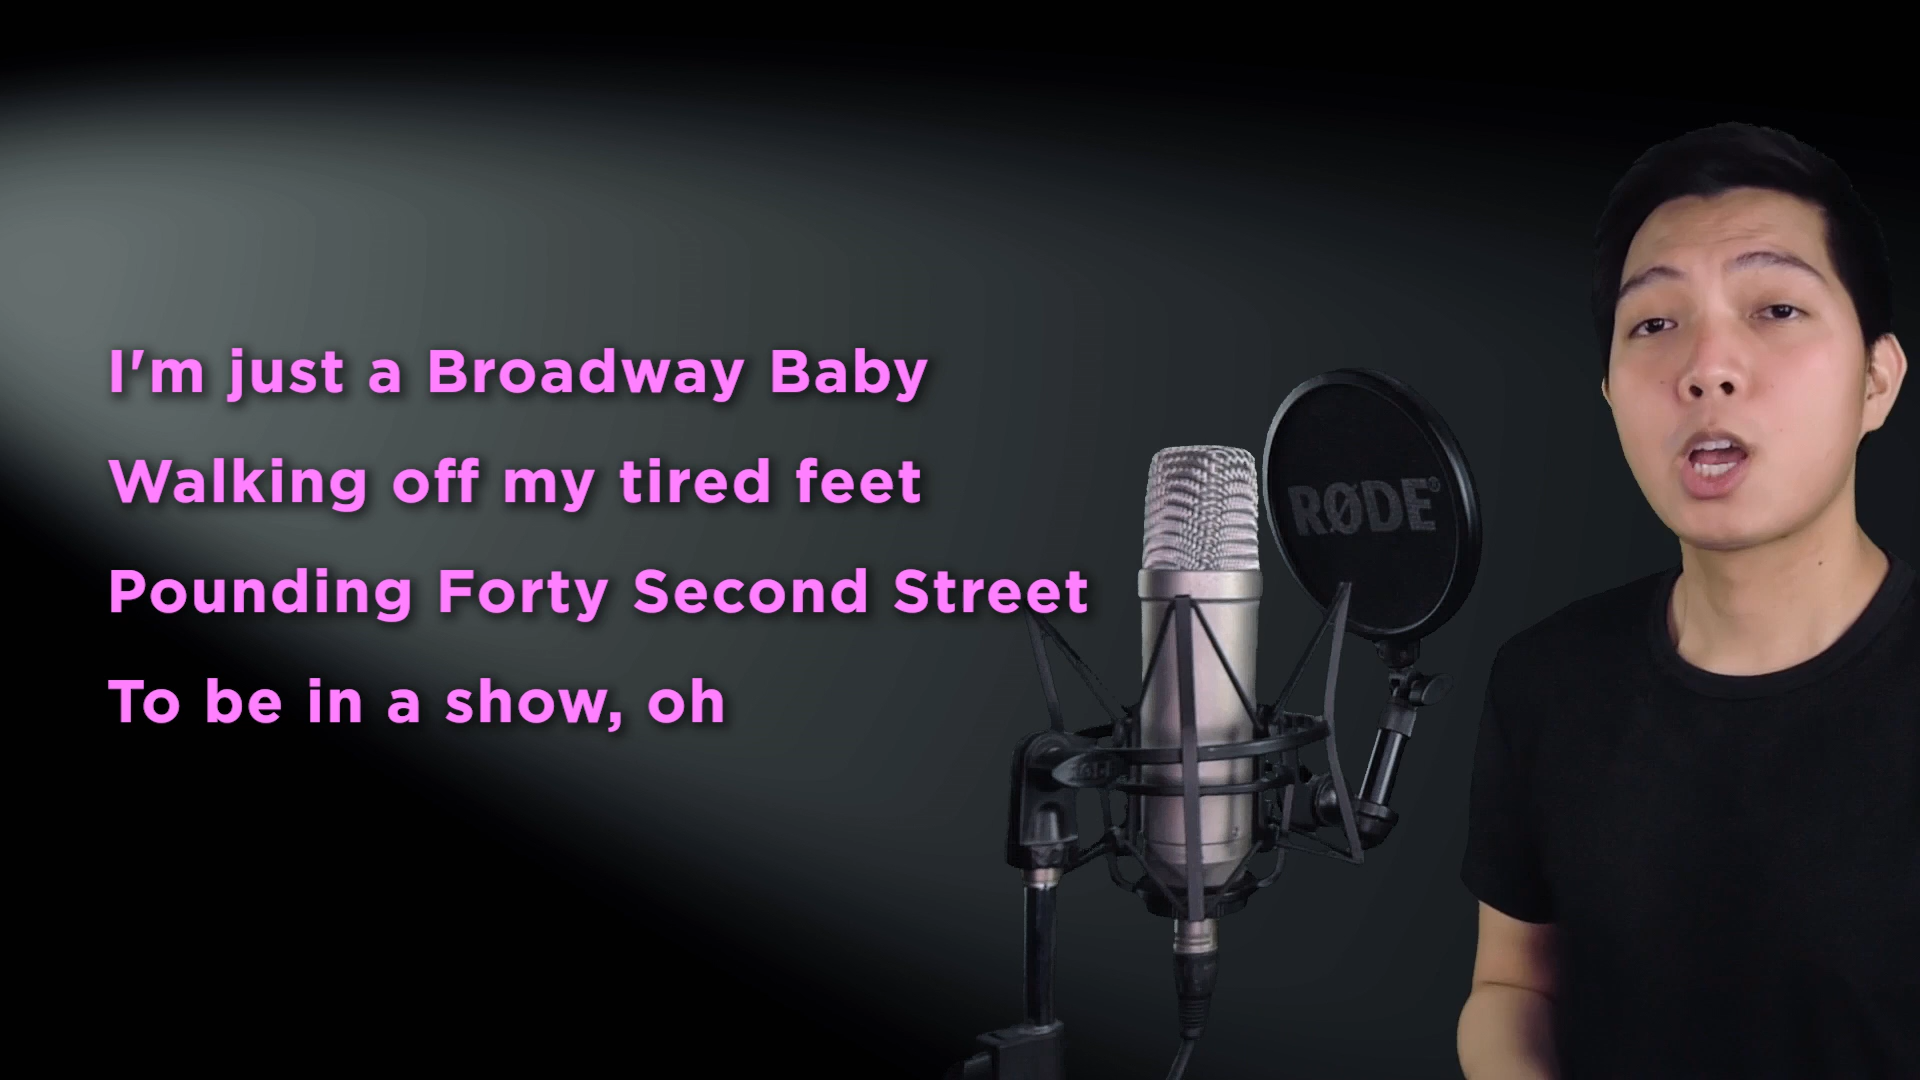 I'm just a Broadway Baby
Walking off my tired feet
Pounding Forty Second Street
To be in a show, oh
RØDE®